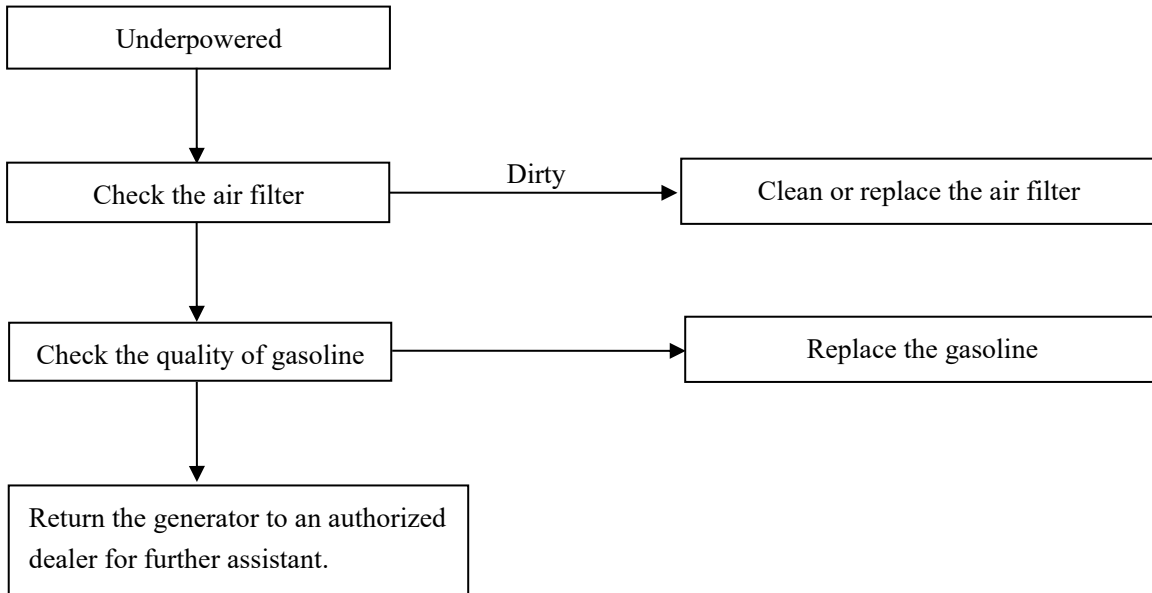 Underpowered
Check the air filter
Dirty
Clean or replace the air filter
Check the quality of gasoline
Replace the gasoline
Return the generator to an authorized
dealer for further assistant.